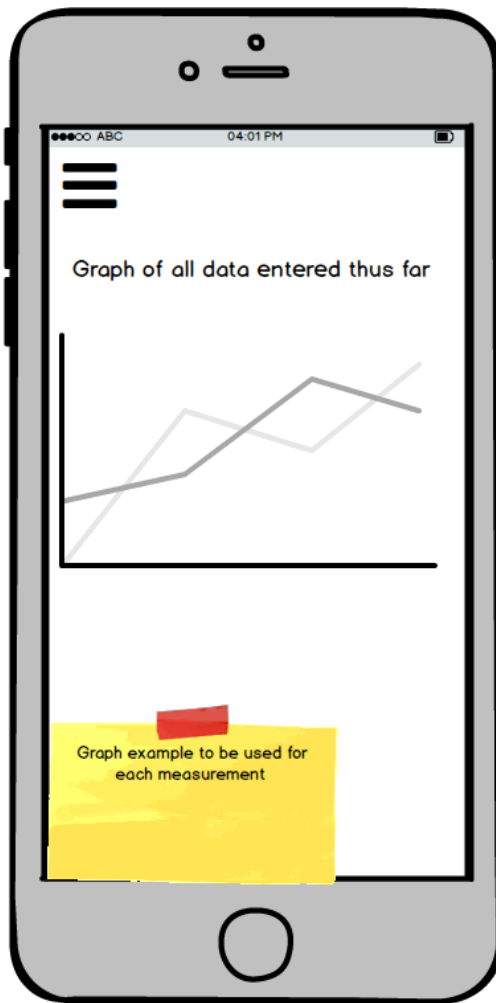 ABC 04:01 PM
Graph of all data entered thus far
Graph example to be used for
each measurement